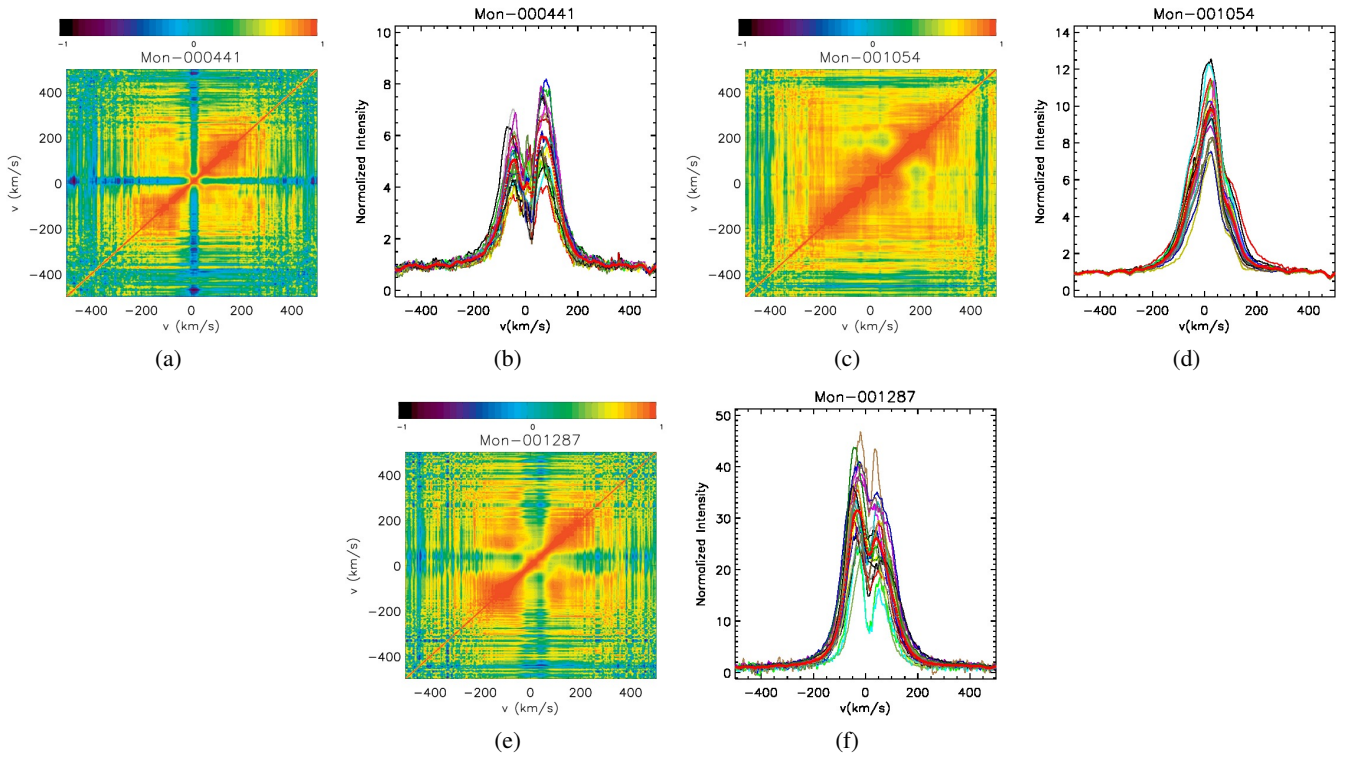 Mon-000441
Mon-001054
-1 0 1
-1 0 1
Mon-000441
Mon-001054
400
200
0
-200
-400
v (km/s)
-400 -200 0 200 400
v (km/s)
10
8
6
4
2
0
Normalized Intensity
-400 -200 0 200 400
v(km/s)
400
200
0
-200
-400
v (km/s)
-400 -200 0 200 400
v (km/s)
14
12
10
8
6
4
2
0
Normalized Intensity
-400 -200 0 200 400
v(km/s)
(a) (b) (c) (d)
Mon-001287
-1 0 1
Mon-001287
400
200
0
-200
-400
v (km/s)
-400 -200 0 200 400
v (km/s)
50
40
30
20
10
0
Normalized Intensity
-400 -200 0 200 400
v(km/s)
(e) (f)